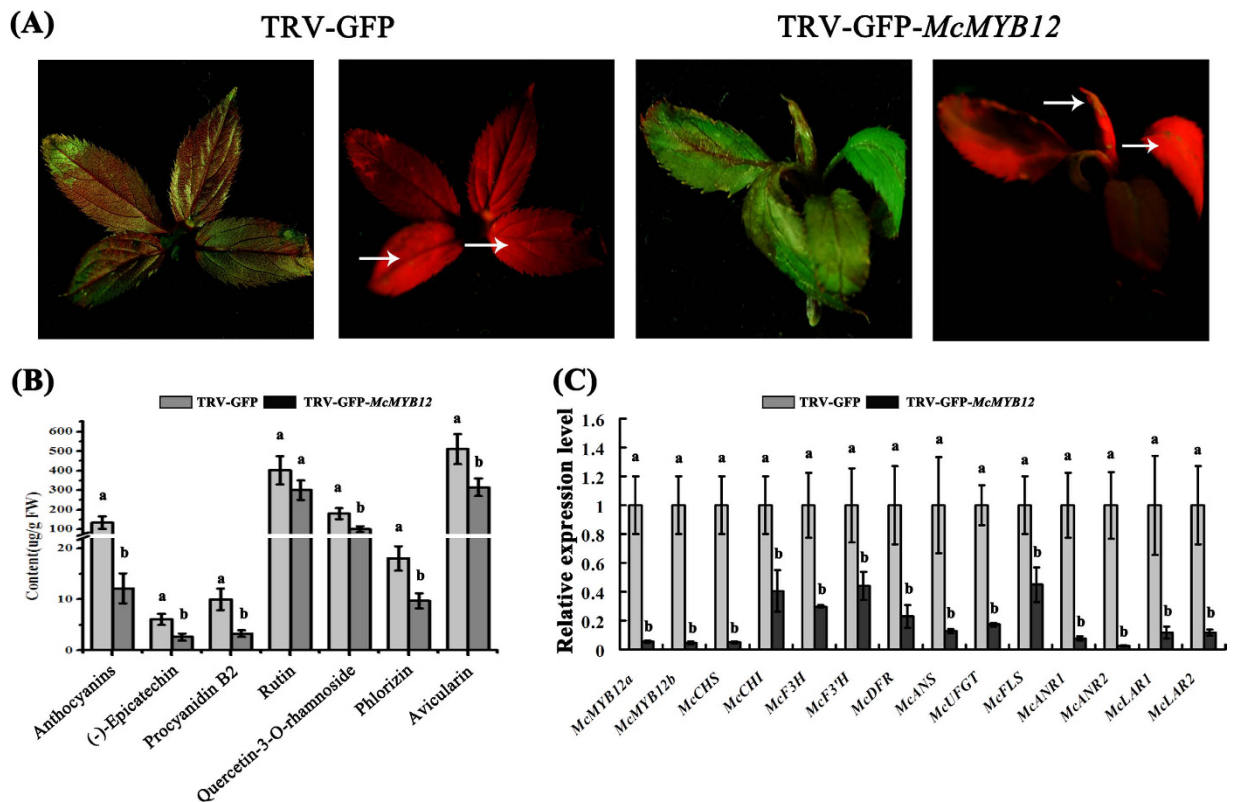 (A) TRV-GFP TRV-GFP-McMYB12
(B)
TRV-GFP TRV-GFP-McMYB12
Content(ug/g FW)
600
500
400
300
200
100
20
10
0
a b
a b
a b
a a
a b
a b
a b
Anthocyanins
(-)-Epicatechin
Procyanidin B2
Rutin
Quercetin-3-O-rhamnoside
Phlorizin
Avicularin
(C)
TRV-GFP TRV-GFP-McMYB12
Relative expression level
1.6
1.4
1.2
1
0.8
0.6
0.4
0.2
0
a a a a a a a a a a a a a a
b b b b b b b b b b b b b b
McMYB12a
McMYB12b
McCHS
McCHI
McF3H
McF3'H
McDFR
McANS
McUFGT
McFLS
McANR1
McANR2
McLAR1
McLAR2